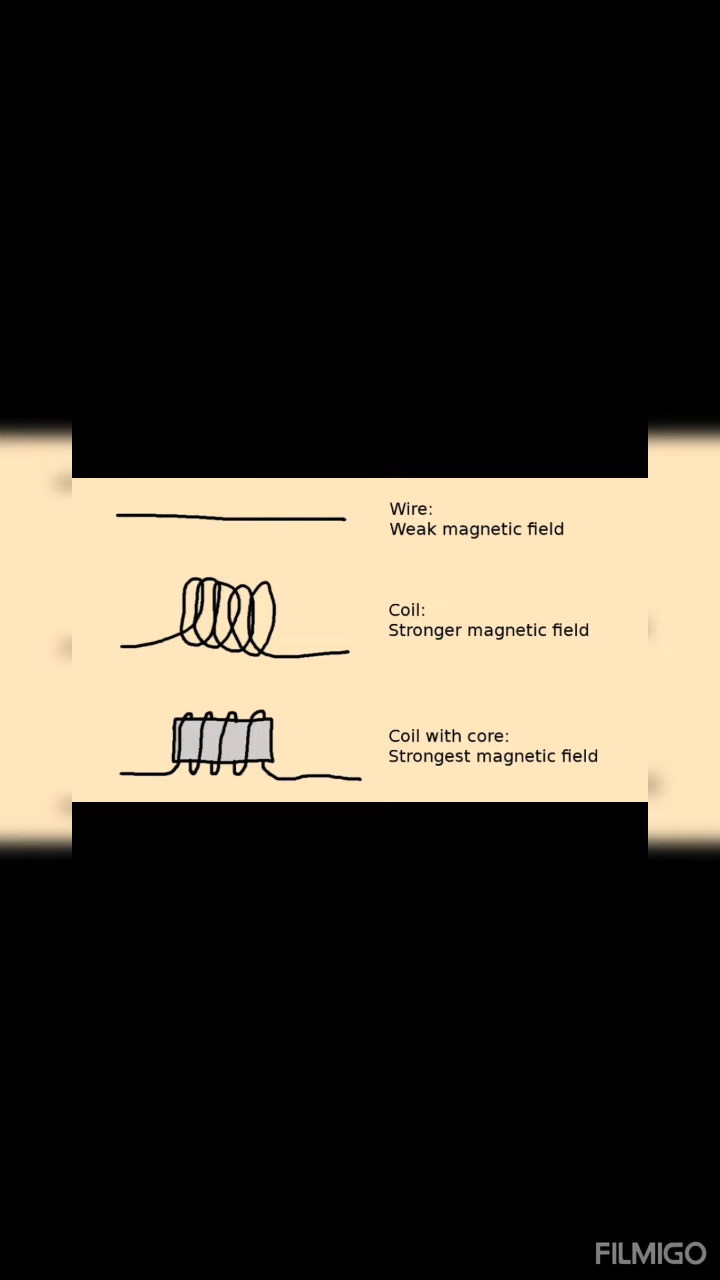 Wire:
Weak magnetic field
Coil:
Stronger magnetic field
Coil with core:
Strongest magnetic field
FILMIGO